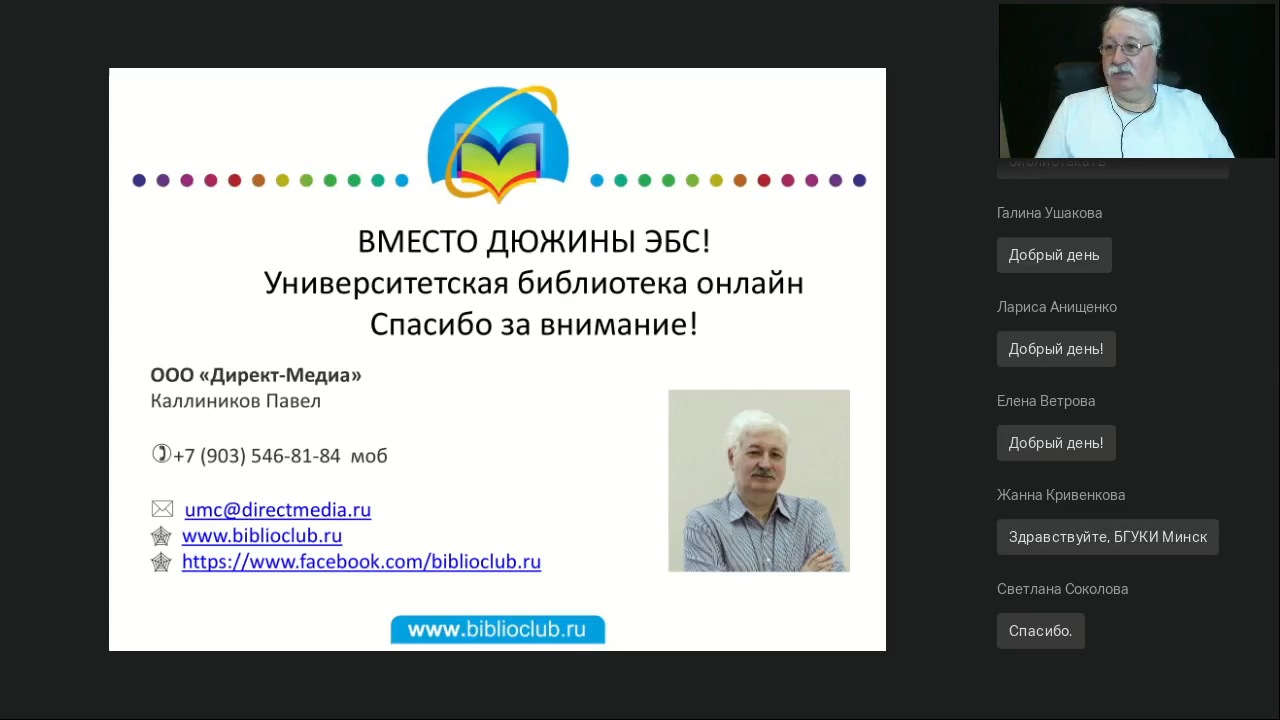 ВМЕСТО ДЮЖИНЫ ЭБС!
Университетская библиотека онлайн
Спасибо за внимание!
ООО «Директ-Медиа»
Каллиников Павел
+7 (903) 546-81-84 моб
umc@directmedia.ru
www.biblioclub.ru
https://www.facebook.com/biblioclub.ru
www.biblioclub.ru
Галина Ушакова
Добрый день
Лариса Анищенко
Добрый день!
Елена Ветрова
Добрый день!
Жанна Кривенкова
Здравствуйте, БГУКИ Минск
Светлана Соколова
Спасибо.